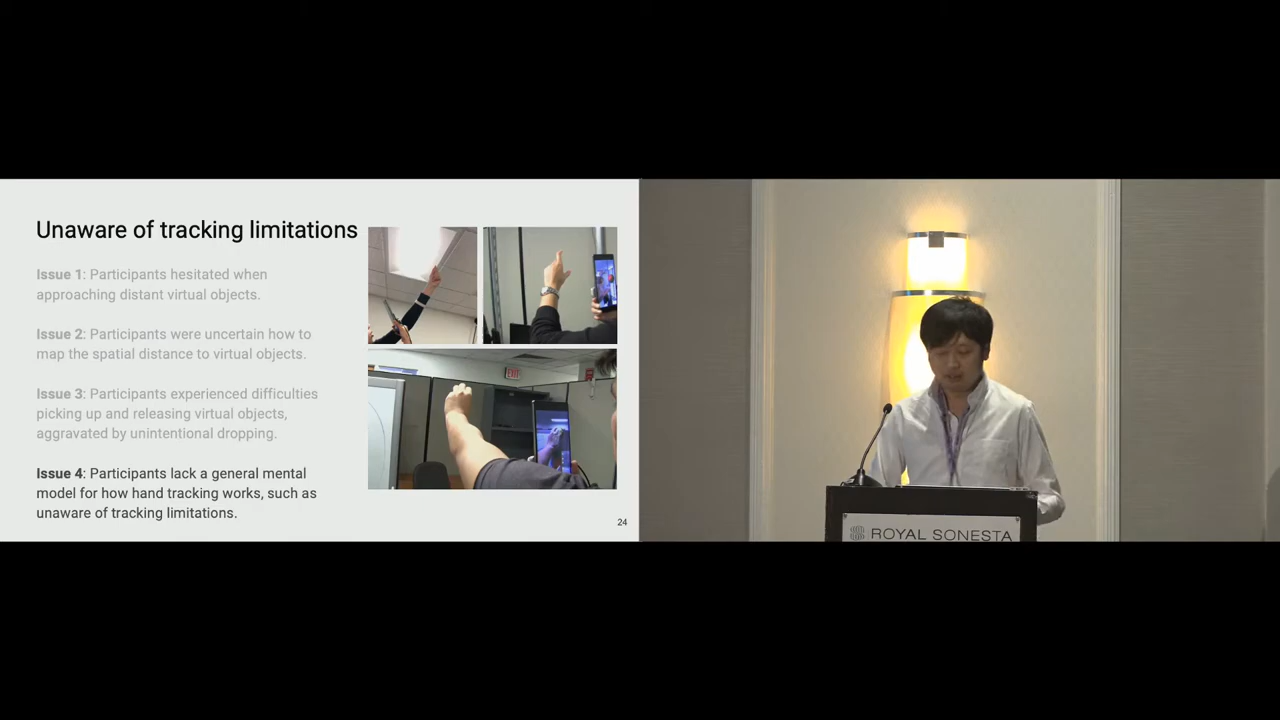 Unaware of tracking limitations
Issue 1: Participants hesitated when
approaching distant virtual objects.
Issue 2: Participants were uncertain how to
map the spatial distance to virtual objects.
Issue 3: Participants experienced difficulties
picking up and releasing virtual objects,
aggravated by unintentional dropping.
Issue 4: Participants lack a general mental
model for how hand tracking works, such as
unaware of tracking limitations.
EXIT
24
ROYAL SONESTA